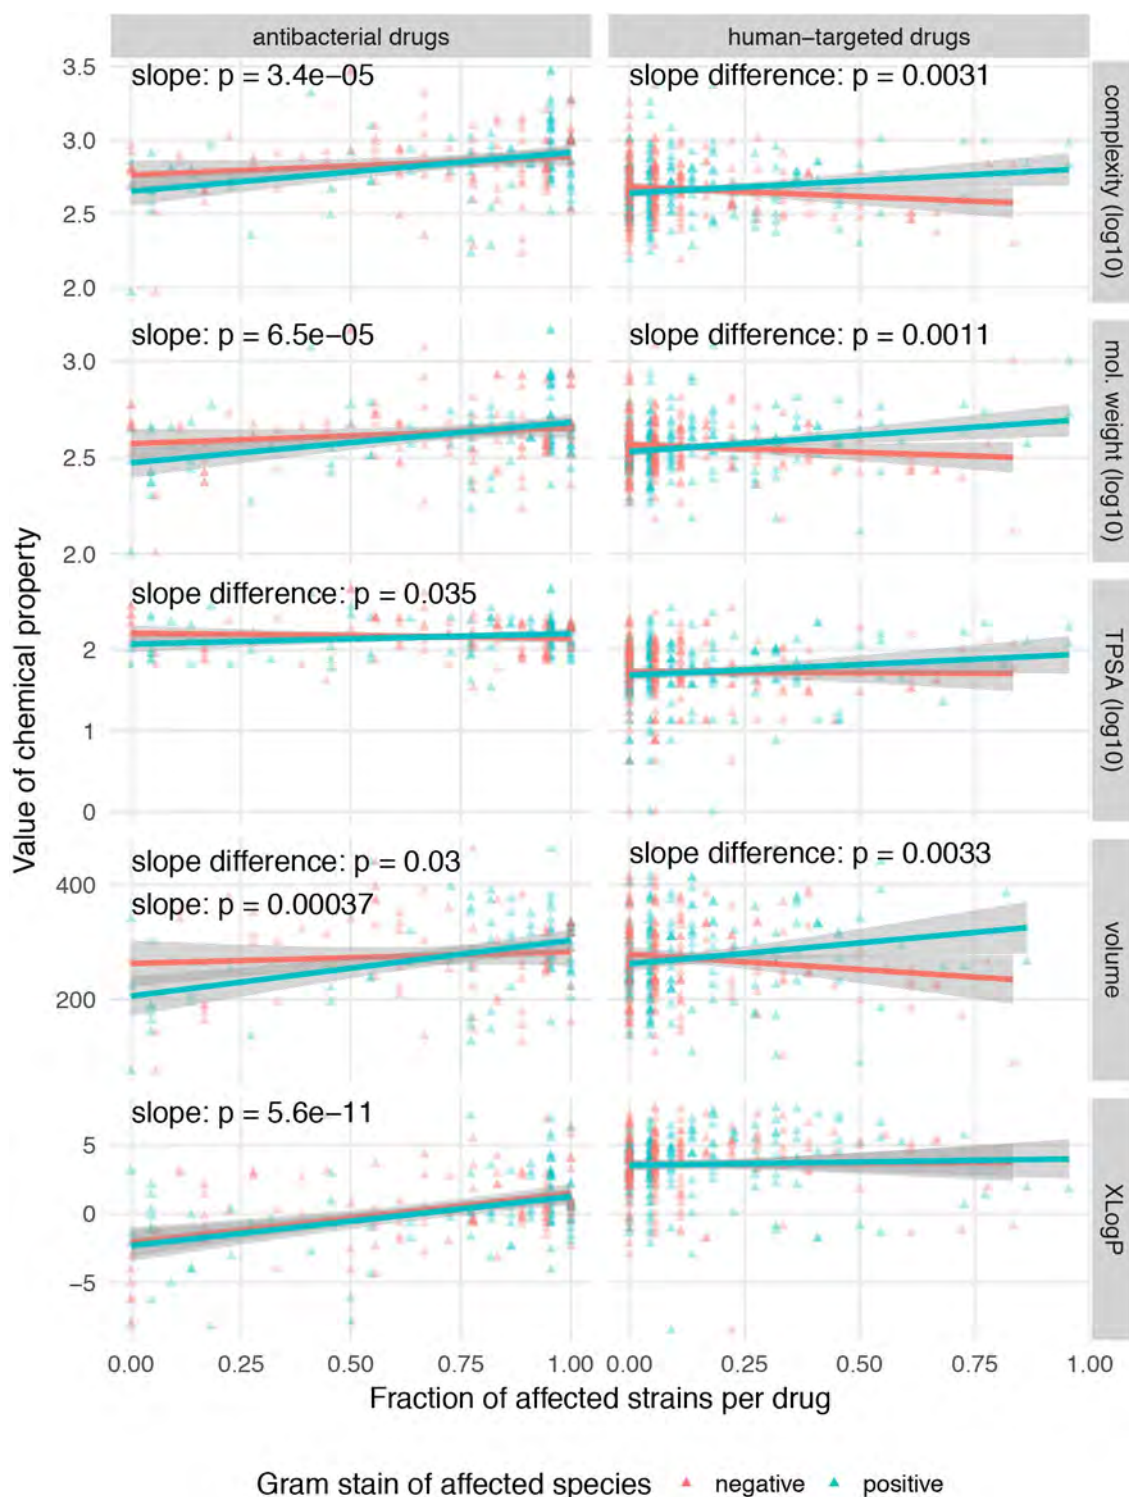 antibacterial drugs
human−targeted drugs
slope: p = 3.4e−05
slope difference: p = 0.0031
3.5
3.0
2.5
2.0
complexity (log10)
slope: p = 6.5e−05
slope difference: p = 0.0011
3.0
2.5
2.0
mol. weight (log10)
slope difference: p = 0.035
2
1
0
TPSA (log10)
slope difference: p = 0.03
slope: p = 0.00037
slope difference: p = 0.0033
400
200
volume
slope: p = 5.6e−11
5
0
−5
XLogP
Value of chemical property
0.00 0.25 0.50 0.75 1.00
0.00 0.25 0.50 0.75 1.00
Fraction of affected strains per drug
Gram stain of affected species negative positive